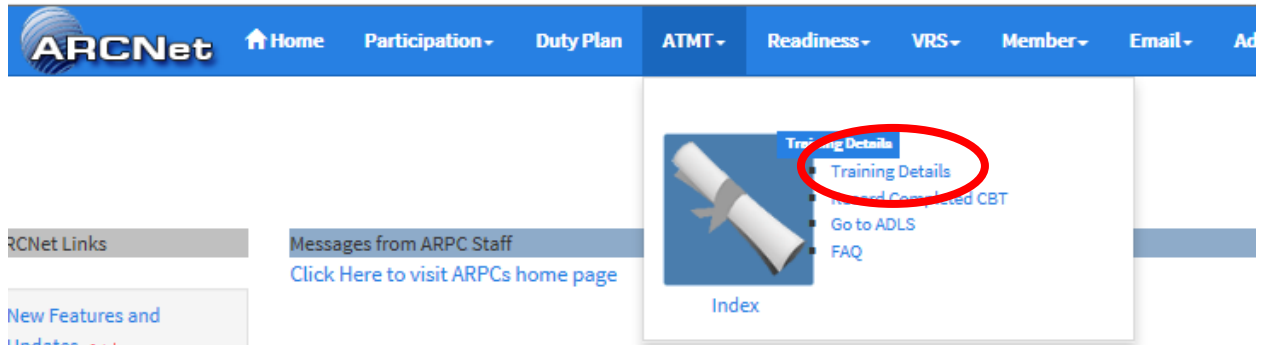 ARCNet Home Participation Duty Plan ATMT Readiness VRS Member Email Ad
Training Details
Training Details
Record Completed CBT
Go to ADLS
FAQ
Index
RCNet Links
Messages from ARPC Staff
Click Here to visit ARPCs home page
New Features and
Updates